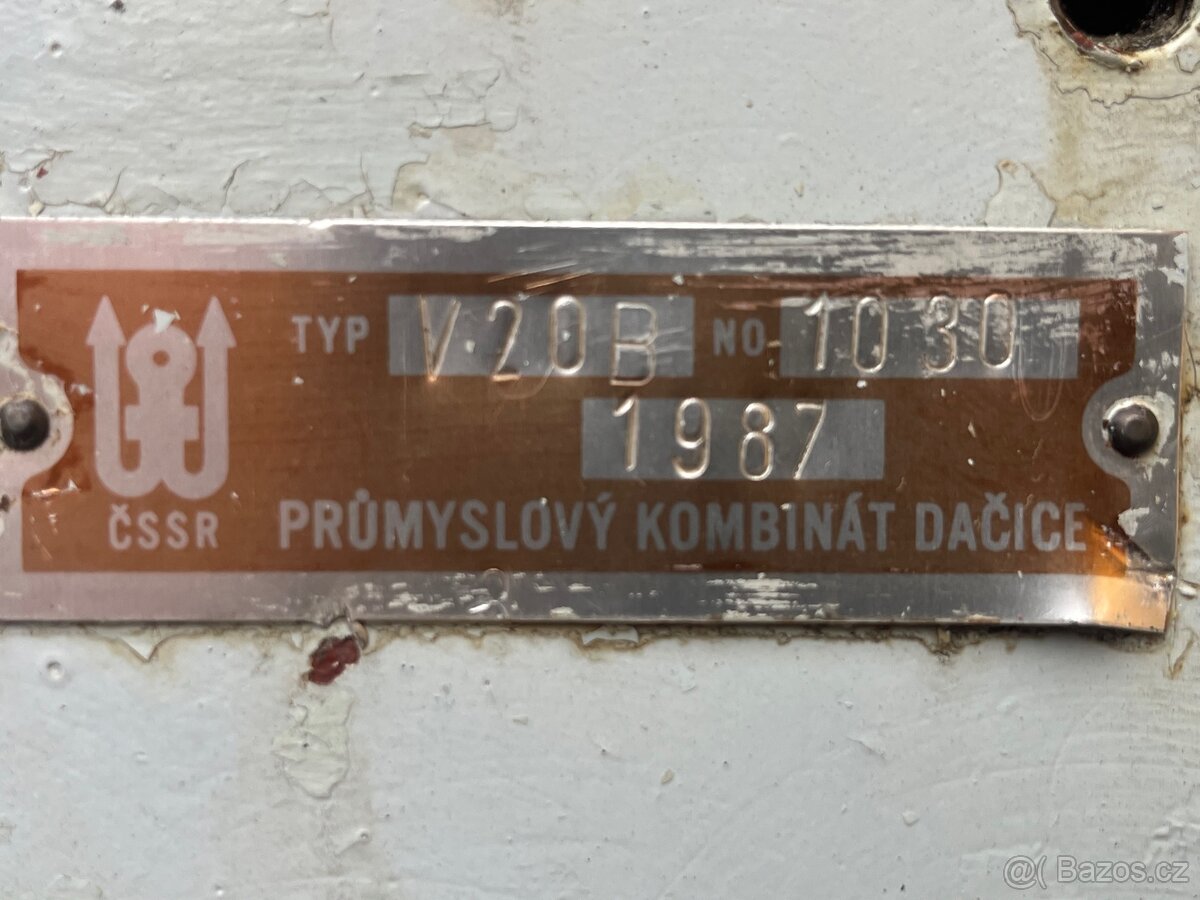 TYP V20B NO 1030
1987
ČSSR PRŮMYSLOVÝ KOMBINÁT DAČICE
@( Bazos.cz